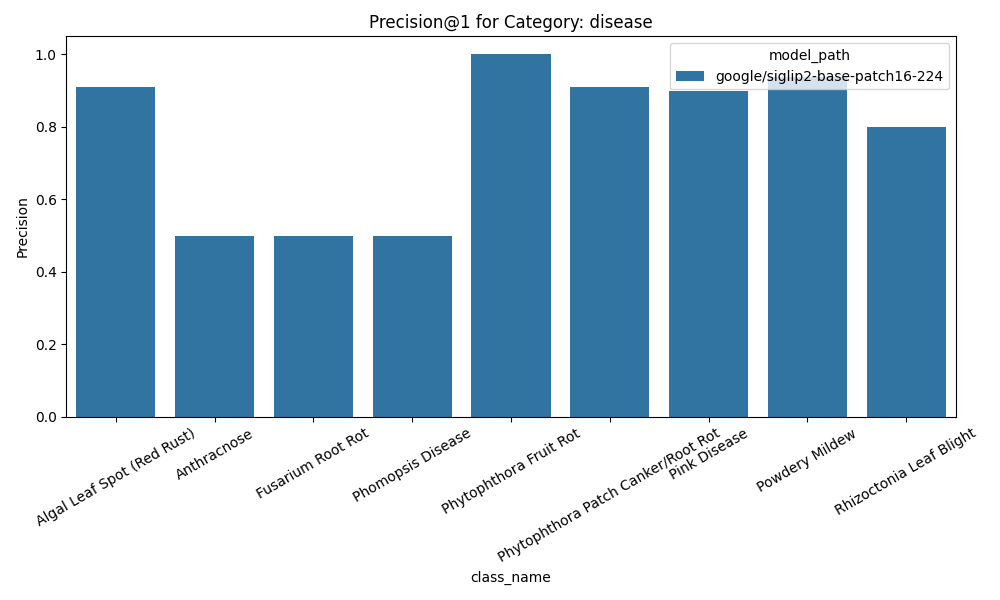 Precision@1 for Category: disease
model_path
google/siglip2-base-patch16-224
Precision
1.0
0.8
0.6
0.4
0.2
0.0
Algal Leaf Spot (Red Rust)
Anthracnose
Fusarium Root Rot
Phomopsis Disease
Phytophthora Fruit Rot
Phytophthora Patch Canker/Root Rot
Pink Disease
Powdery Mildew
Rhizoctonia Leaf Blight
class_name